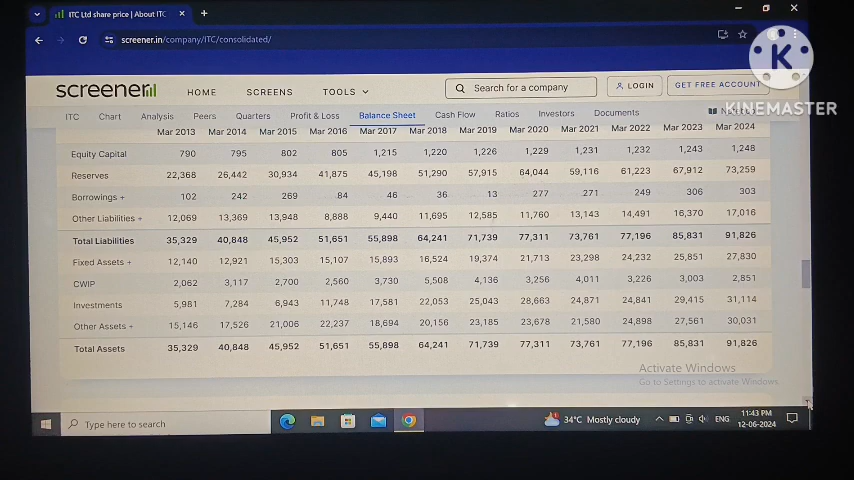 ITC Ltd share price | About ITC
screener.in/company/ITC/consolidated/
screener HOME SCREENS TOOLS Search for a company LOGIN GET FREE ACCOUNT
KINEMASTER
ITC Chart Analysis Peers Quarters Profit & Loss Balance Sheet Cash Flow Ratios Investors Documents
Mar 2013 Mar 2014 Mar 2015 Mar 2016 Mar 2017 Mar 2018 Mar 2019 Mar 2020 Mar 2021 Mar 2022 Mar 2023 Mar 2024
Equity Capital 790 795 802 805 1,215 1,220 1,226 1,229 1,231 1,232 1,243 1,248
Reserves 22,368 26,442 30,934 41,875 45,198 51,290 57,915 64,044 59,116 61,223 67,912 73,259
Borrowings + 102 242 269 84 46 36 13 277 271 249 306 303
Other Liabilities + 12,069 13,369 13,948 8,888 9,440 11,695 12,585 11,760 13,143 14,491 16,370 17,016
Total Liabilities 35,329 40,848 45,952 51,651 55,898 64,241 71,739 77,311 73,761 77,196 85,831 91,826
Fixed Assets + 12,140 12,921 15,303 15,107 15,893 16,524 19,374 21,713 23,298 24,232 25,851 27,830
CWIP 2,062 3,117 2,700 2,560 3,730 5,508 4,136 3,256 4,011 3,226 3,003 2,851
Investments 5,981 7,284 6,943 11,748 17,581 22,053 25,043 28,663 24,871 24,841 29,415 31,114
Other Assets + 15,146 17,526 21,006 22,237 18,694 20,156 23,185 23,678 21,580 24,898 27,561 30,031
Total Assets 35,329 40,848 45,952 51,651 55,898 64,241 71,739 77,311 73,761 77,196 85,831 91,826
Activate Windows
Go to Settings to activate Windows.
Type here to search 34°C Mostly cloudy ENG 11:43 PM
12-06-2024